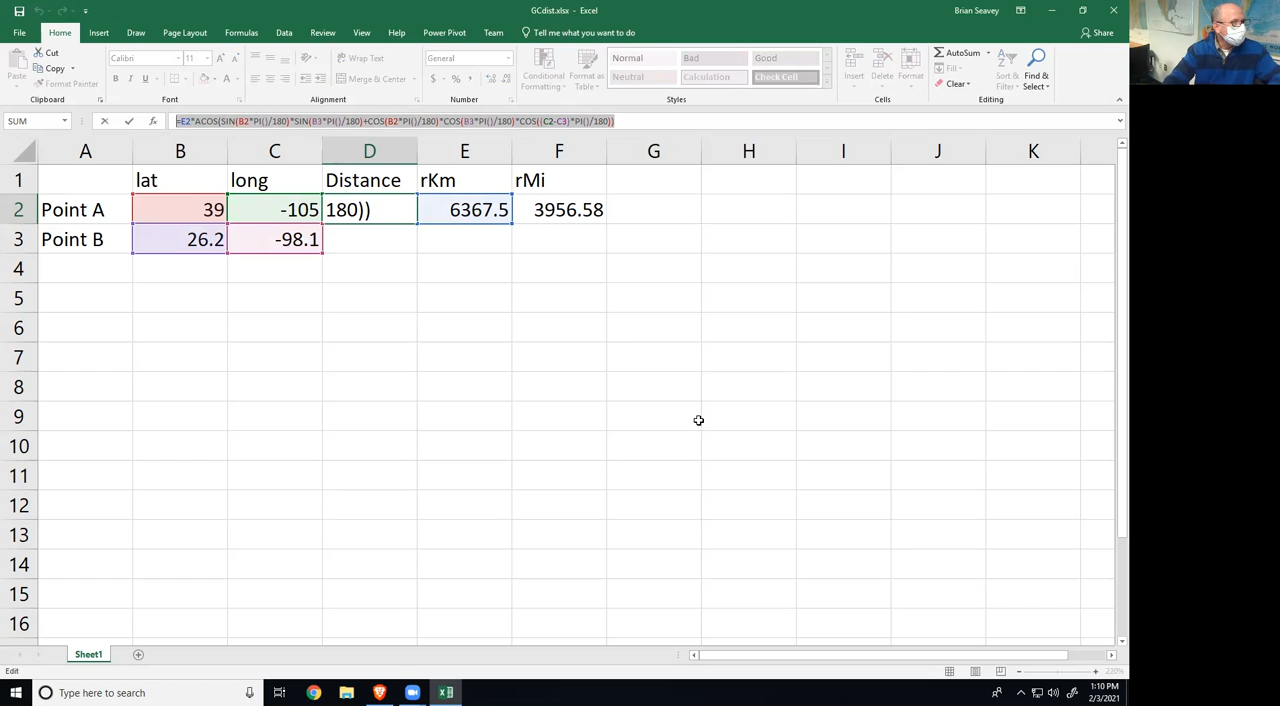 GCdist.xlsx - Excel
Brian Seavey
File Home Insert Draw Page Layout Formulas Data Review View Help Power Pivot Team Tell me what you want to do Share
Cut
Copy
Format Painter
Paste
Clipboard
Calibri 11
B I U
Font
Wrap Text
Merge & Center
Alignment
General
$ % ,
Number
Conditional Formatting
Format as Table
Normal Bad Good
Neutral Calculation Check Cell
Styles
Insert Delete Format
Cells
AutoSum
Fill
Clear
Sort & Filter
Find & Select
Editing
SUM fx =E2*ACOS(SIN(B2*PI()/180)*SIN(B3*PI()/180)+COS(B2*PI()/180)*COS(B3*PI()/180)*COS((C2-C3)*PI()/180))
A B C D E F G H I J K
1 lat long Distance rKm rMi
2 Point A 39 -105 180)) 6367.5 3956.58
3 Point B 26.2 -98.1
4
5
6
7
8
9
10
11
12
13
14
15
16
Sheet1
Edit 220%
Type here to search
1:10 PM
2/3/2021